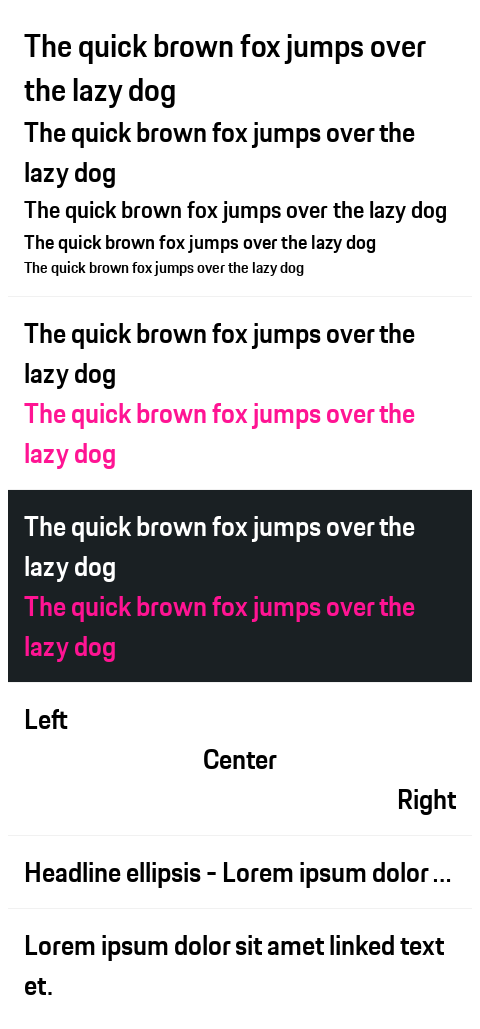 The quick brown fox jumps over
the lazy dog
The quick brown fox jumps over the
lazy dog
The quick brown fox jumps over the lazy dog
The quick brown fox jumps over the lazy dog
The quick brown fox jumps over the lazy dog
The quick brown fox jumps over the
lazy dog
The quick brown fox jumps over the
lazy dog
The quick brown fox jumps over the
lazy dog
The quick brown fox jumps over the
lazy dog
Left
Center
Right
Headline ellipsis - Lorem ipsum dolor ...
Lorem ipsum dolor sit amet linked text
et.